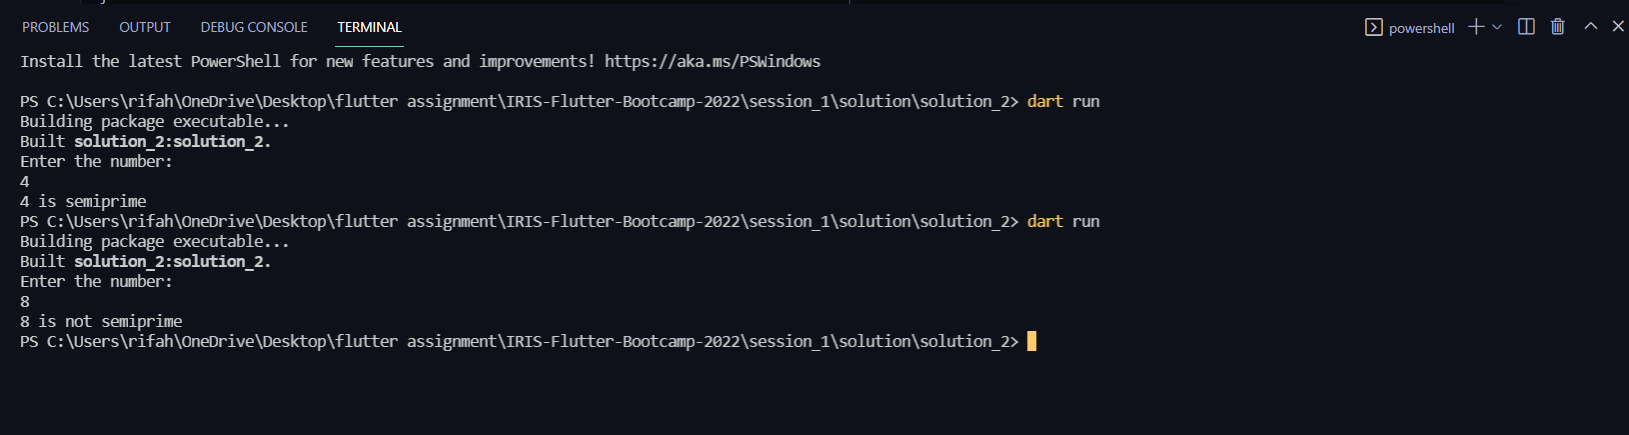 PROBLEMS OUTPUT DEBUG CONSOLE TERMINAL powershell
Install the latest PowerShell for new features and improvements! https://aka.ms/PSWindows
PS C:\Users\rifah\OneDrive\Desktop\flutter assignment\IRIS-Flutter-Bootcamp-2022\session_1\solution\solution_2> dart run
Building package executable...
Built solution_2:solution_2.
Enter the number:
4
4 is semiprime
PS C:\Users\rifah\OneDrive\Desktop\flutter assignment\IRIS-Flutter-Bootcamp-2022\session_1\solution\solution_2> dart run
Building package executable...
Built solution_2:solution_2.
Enter the number:
8
8 is not semiprime
PS C:\Users\rifah\OneDrive\Desktop\flutter assignment\IRIS-Flutter-Bootcamp-2022\session_1\solution\solution_2>